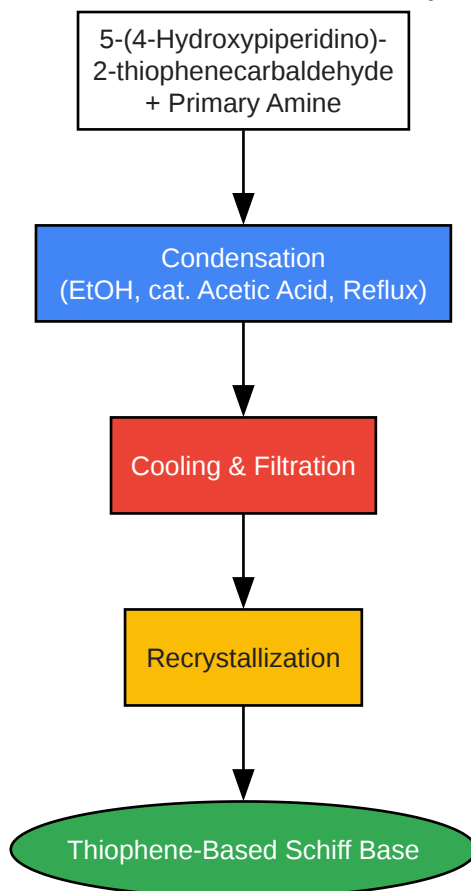 5-(4-Hydroxypiperidino)-
2-thiophenecarbaldehyde
+ Primary Amine
Condensation
(EtOH, cat. Acetic Acid, Reflux)
Cooling & Filtration
Recrystallization
Thiophene-Based Schiff Base